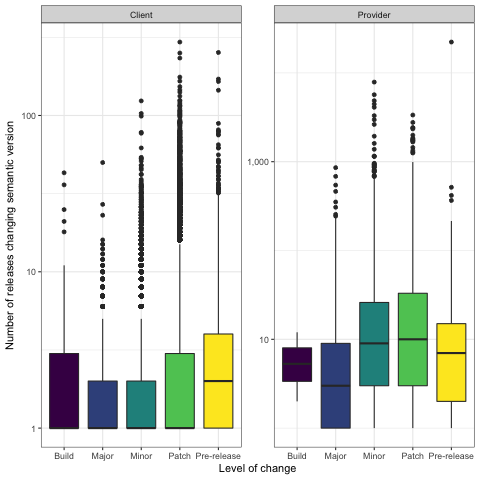 Client
Provider
Number of releases changing semantic version
100
10
1
1,000
10
Build
Major
Minor
Patch
Pre-release
Build
Major
Minor
Patch
Pre-release
Level of change